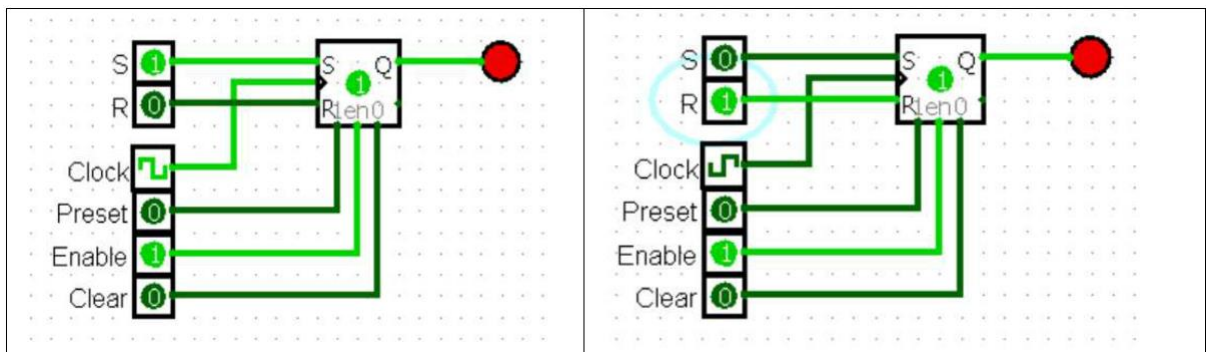 S 1 S Q
1
R 0 R 1 en 0
Clock
Preset 0
Enable 1
Clear 0
S 0 S Q
1
R 1 R 1 en 0
Clock
Preset 0
Enable 1
Clear 0